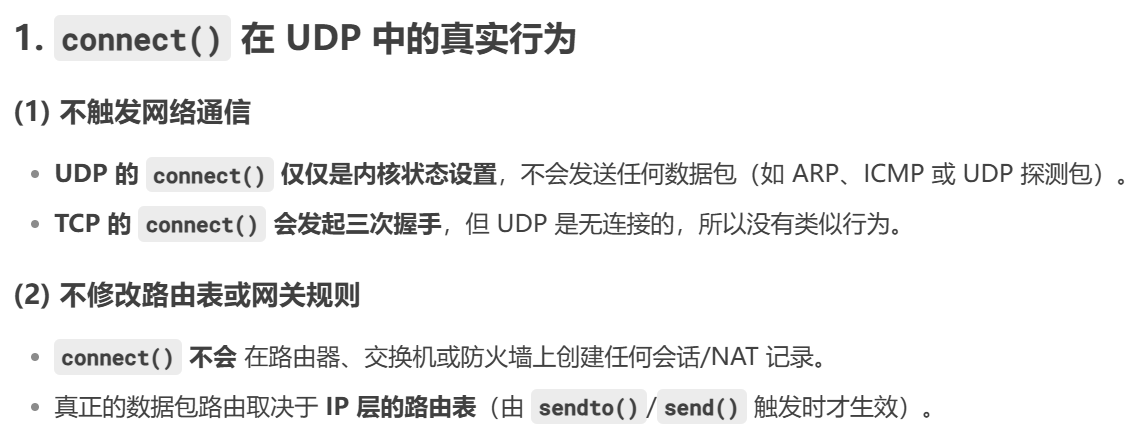 1. connect() 在 UDP 中的真实行为
(1) 不触发网络通信
• UDP 的 connect() 仅仅是内核状态设置，不会发送任何数据包（如 ARP、ICMP 或 UDP 探测包）。
• TCP 的 connect() 会发起三次握手，但 UDP 是无连接的，所以没有类似行为。
(2) 不修改路由表或网关规则
• connect() 不会 在路由器、交换机或防火墙上创建任何会话/NAT 记录。
• 真正的数据包路由取决于 IP 层的路由表（由 sendto()/send() 触发时才生效）。